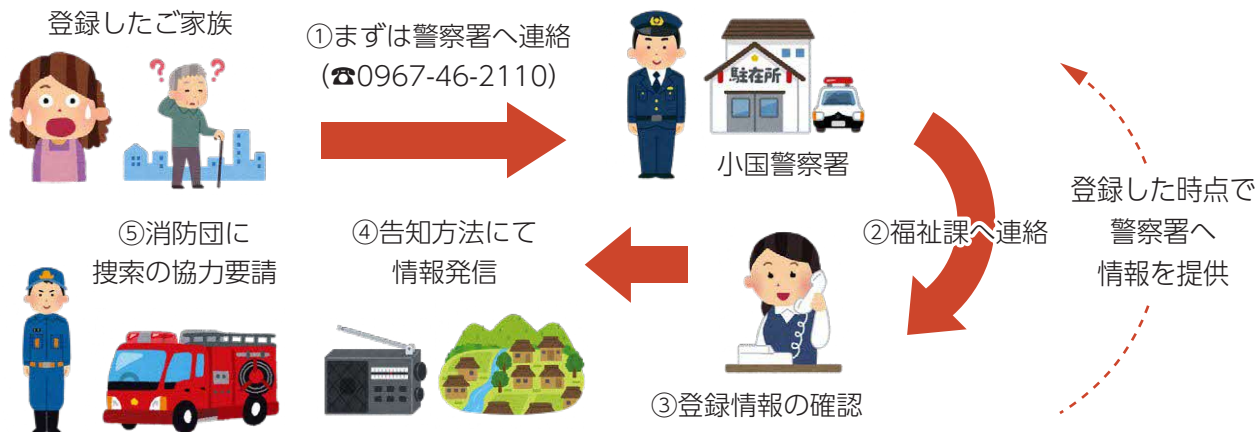 登録したご家族
①まずは警察署へ連絡
(☎0967-46-2110)
駐在所
小国警察署
②福祉課へ連絡
登録した時点で
警察署へ
情報を提供
③登録情報の確認
④告知方法にて
情報発信
⑤消防団に
捜索の協力要請